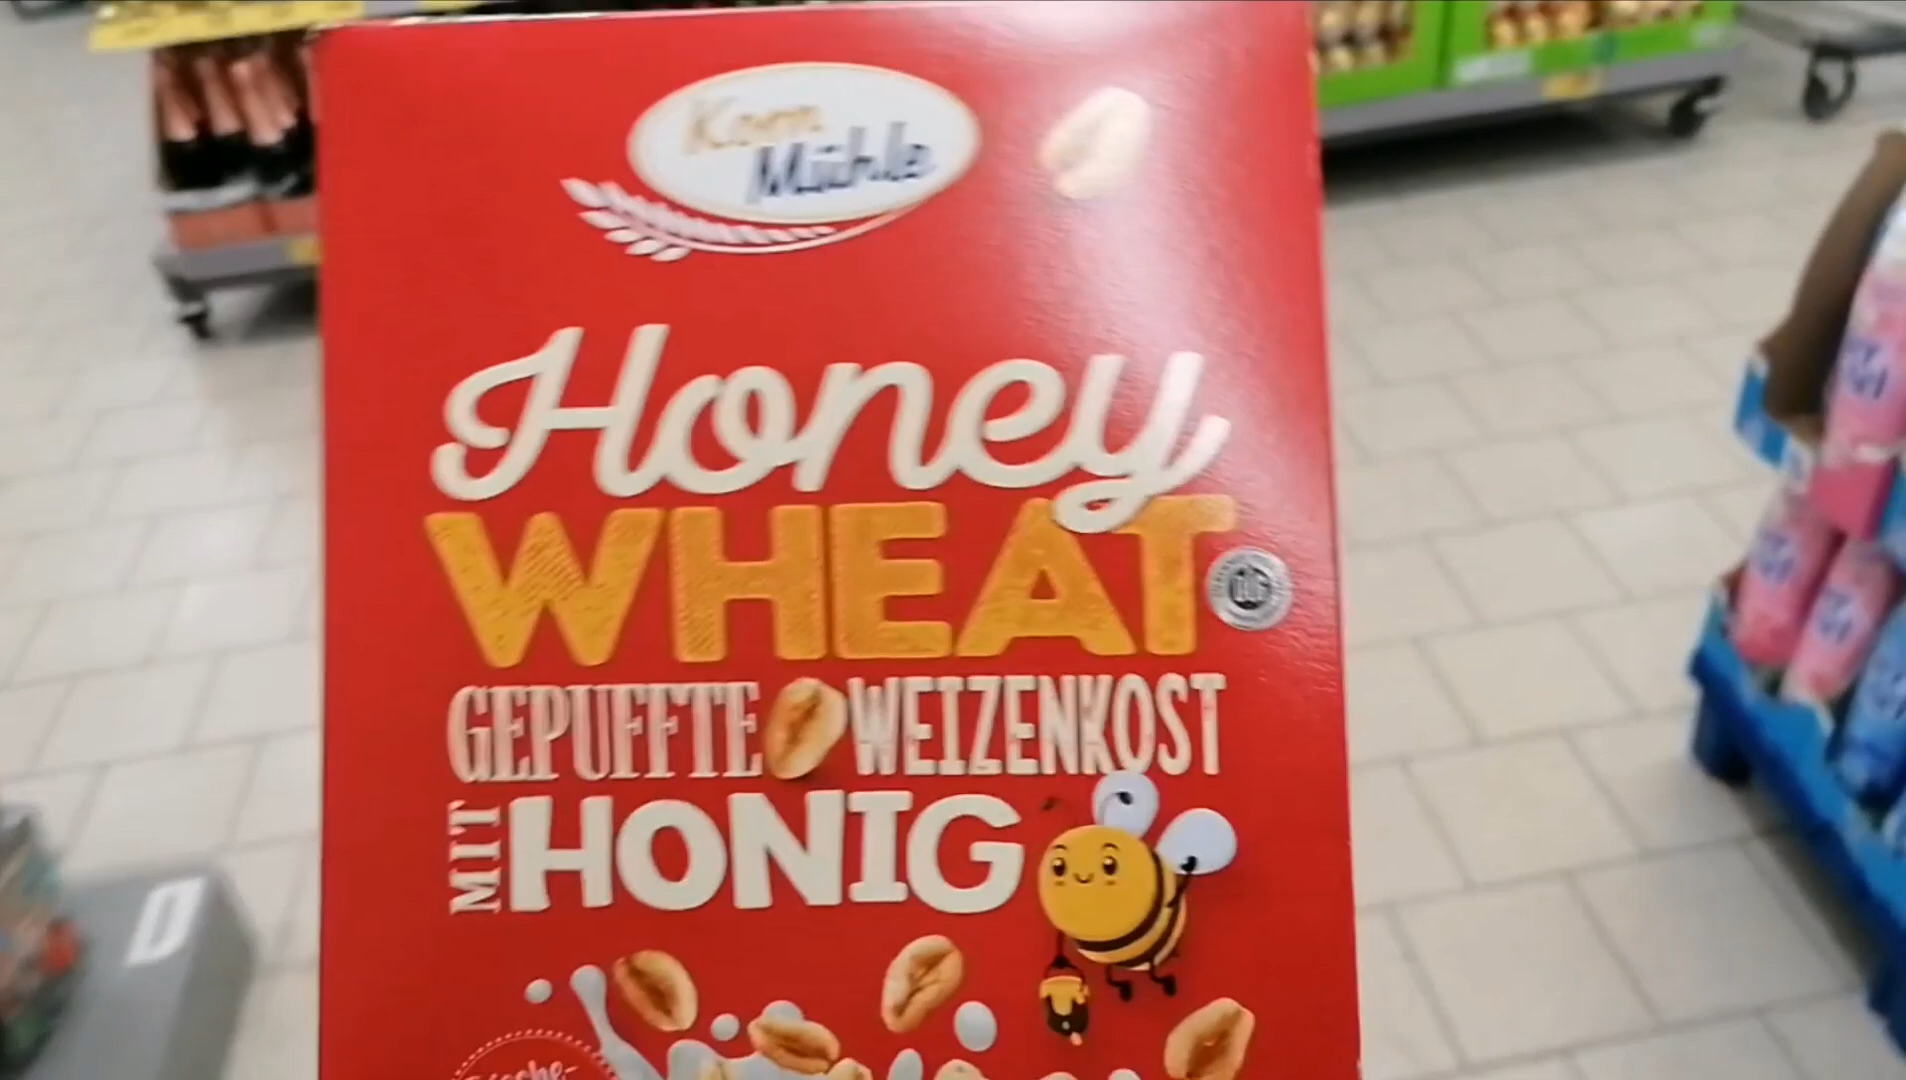 Korn
Mühle
Honey
WHEAT
GEPUFFTE WEIZENKOST
MIT HONIG